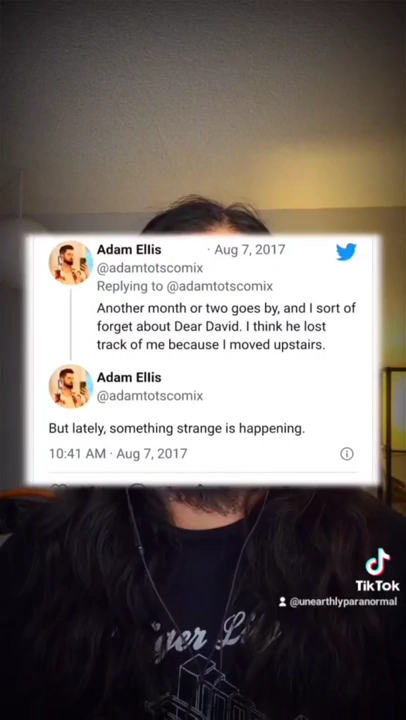 Adam Ellis · Aug 7, 2017
@adamtotscomix
Replying to @adamtotscomix
Another month or two goes by, and I sort of
forget about Dear David. I think he lost
track of me because I moved upstairs.
Adam Ellis
@adamtotscomix
But lately, something strange is happening.
10:41 AM · Aug 7, 2017
TikTok
@unearthlyparanormal